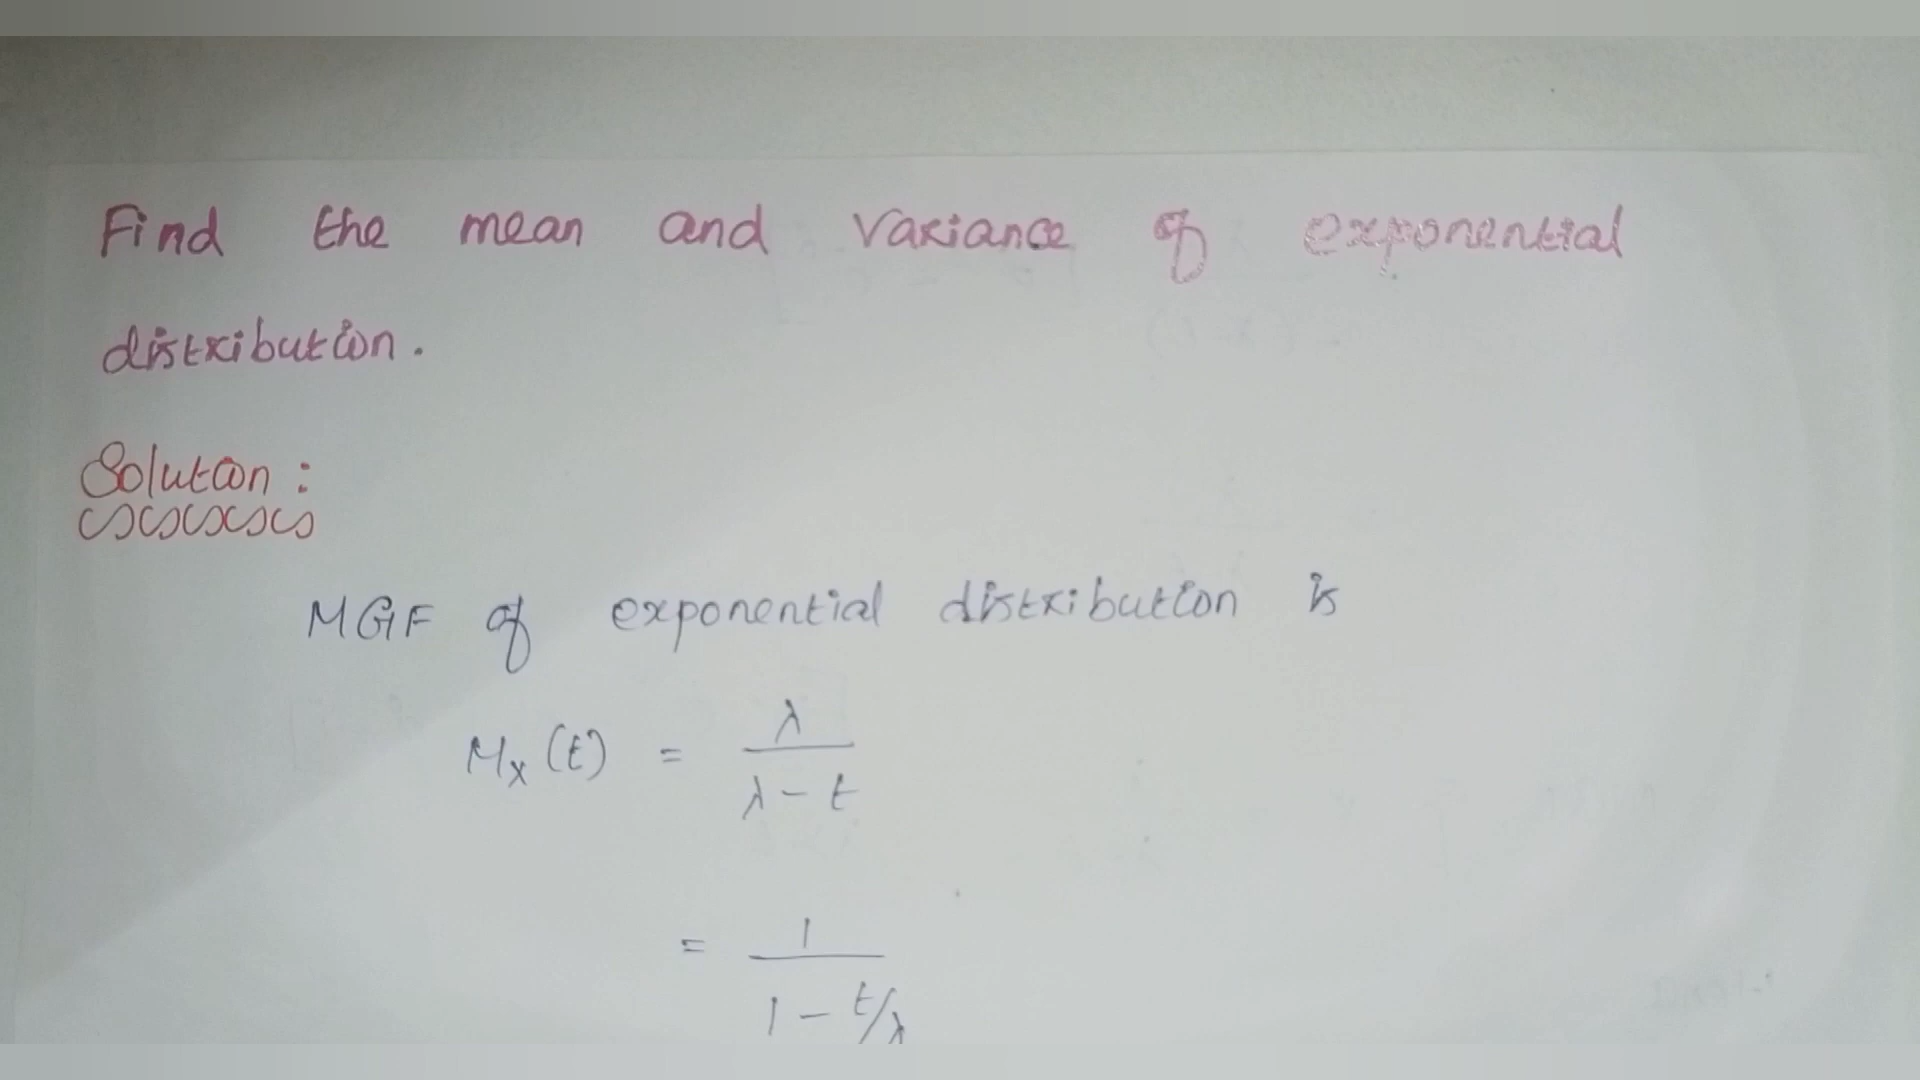 Find the mean and variance of exponential
distribution.
Solution :
MGF of exponential distribution is
Mx (t) = λ / λ - t
= 1 / 1 - t/λ